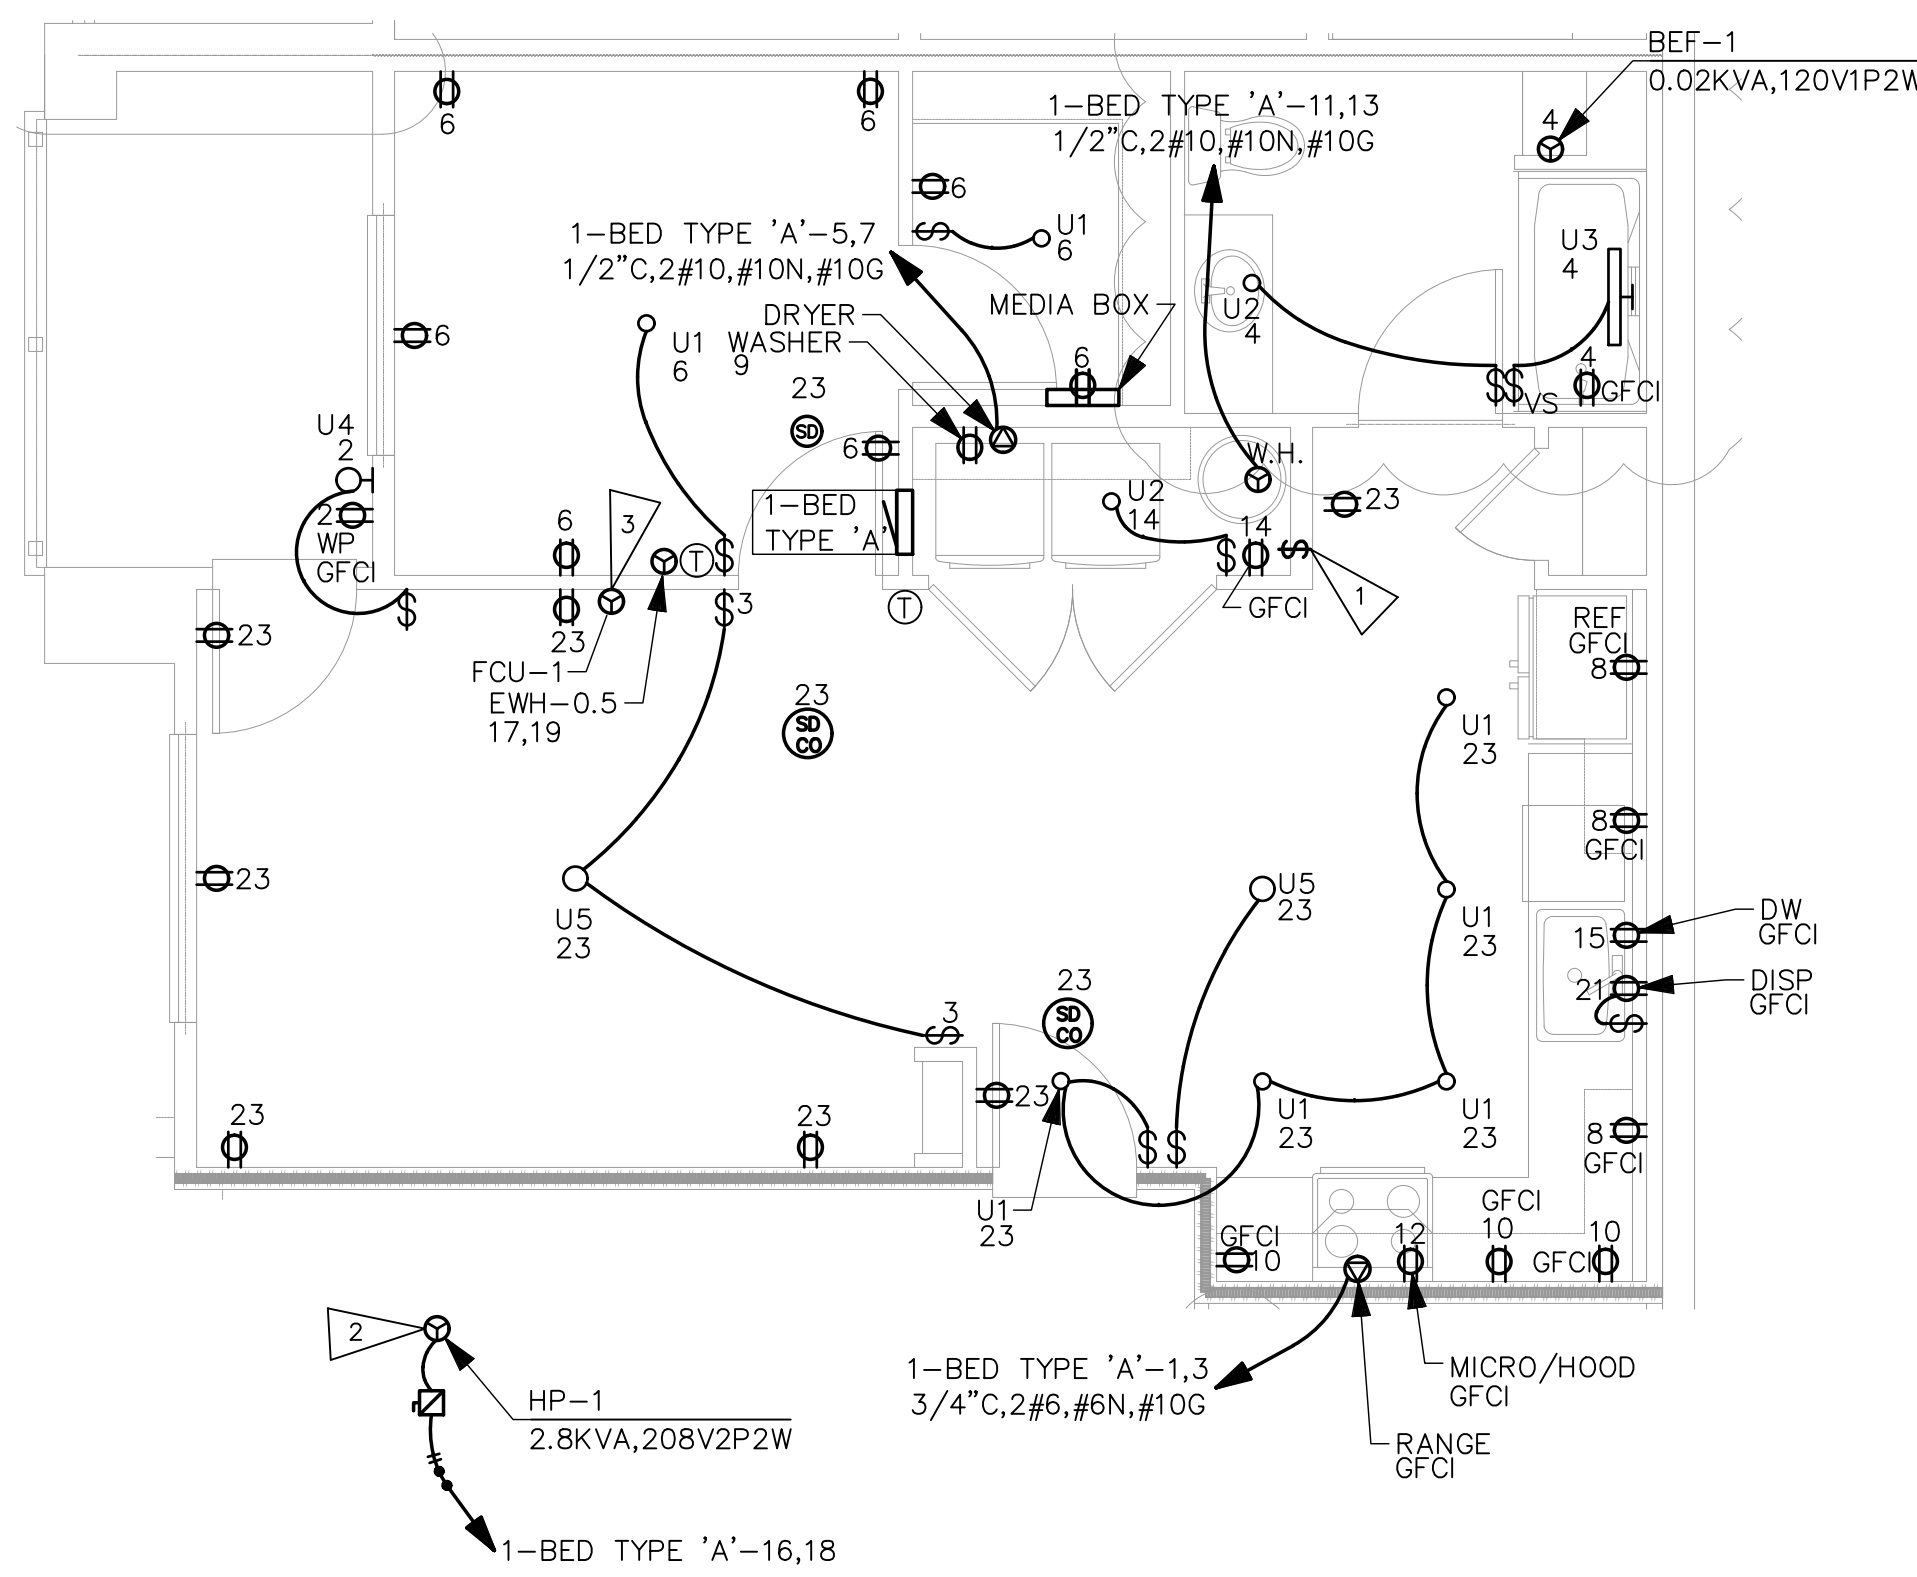 BEF-1
0.02KVA,120V1P2W
4
1-BED TYPE 'A'-11,13
1/2"C,2#10,#10N,#10G
6
6
6
U1
6
1-BED TYPE 'A'-5,7
1/2"C,2#10,#10N,#10G
U3
4
MEDIA BOX
DRYER
WASHER
U2
4
6
U1
6
9
6
4
GFCI
VS
23
SD
U4
2
6
W.H.
2
WP
GFCI
1-BED
TYPE 'A'
U2
14
23
6
3
T
14
GFCI
1
T
3
23
23
FCU-1
EWH-0.5
17,19
REF
GFCI
8
23
SD
CO
U1
23
8
GFCI
23
U5
23
U5
23
U1
23
DW
GFCI
15
DISP
GFCI
21
3
23
SD
CO
23
23
23
U1
23
U1
23
8
GFCI
U1
23
GFCI
10
12
GFCI
10
GFCI
10
2
HP-1
2.8KVA,208V2P2W
1-BED TYPE 'A'-1,3
3/4"C,2#6,#6N,#10G
MICRO/HOOD
GFCI
RANGE
GFCI
1-BED TYPE 'A'-16,18